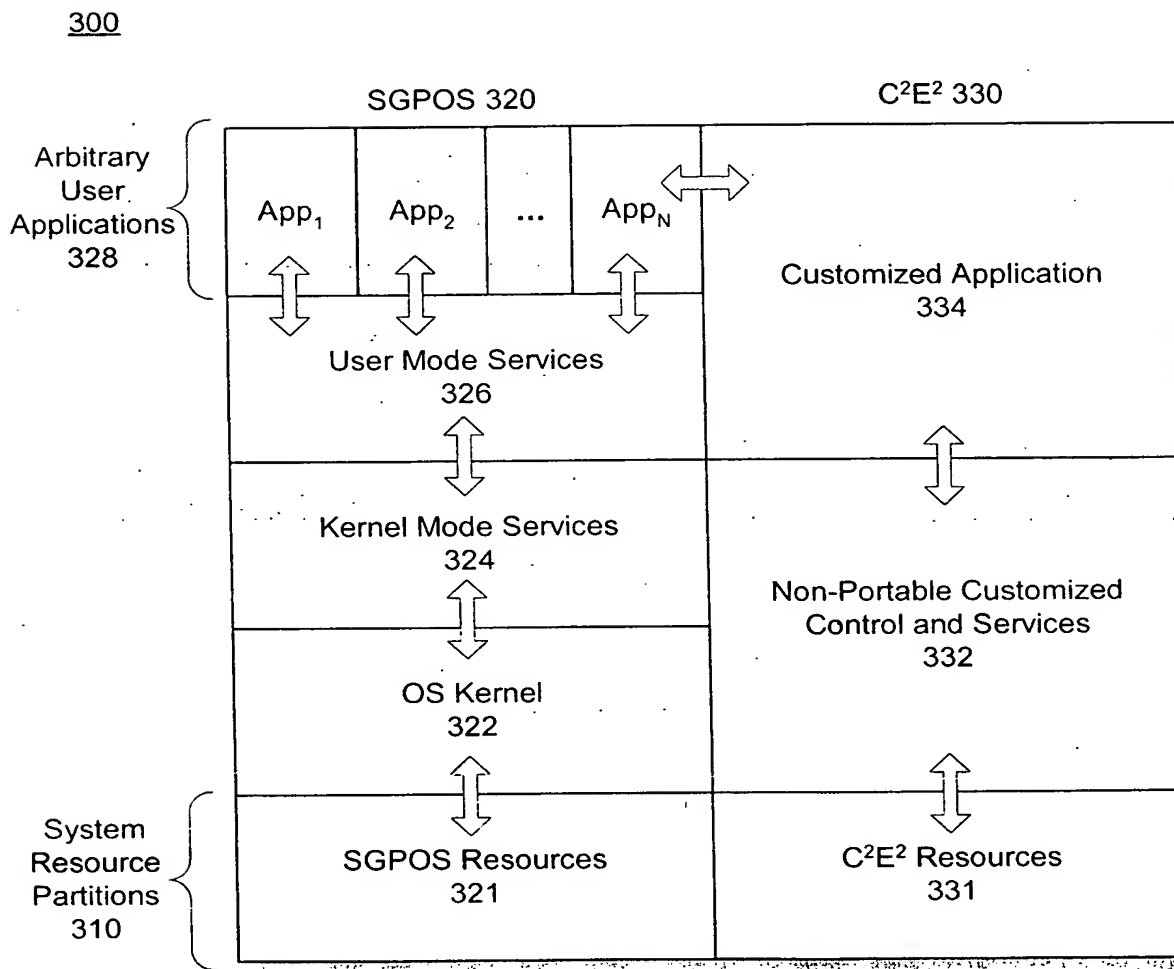 300
SGPOS 320
C²E² 330
Arbitrary
User
Applications
328
App₁
App₂
...
App_N
Customized Application
334
User Mode Services
326
Kernel Mode Services
324
Non-Portable Customized
Control and Services
332
OS Kernel
322
System
Resource
Partitions
310
SGPOS Resources
321
C²E² Resources
331